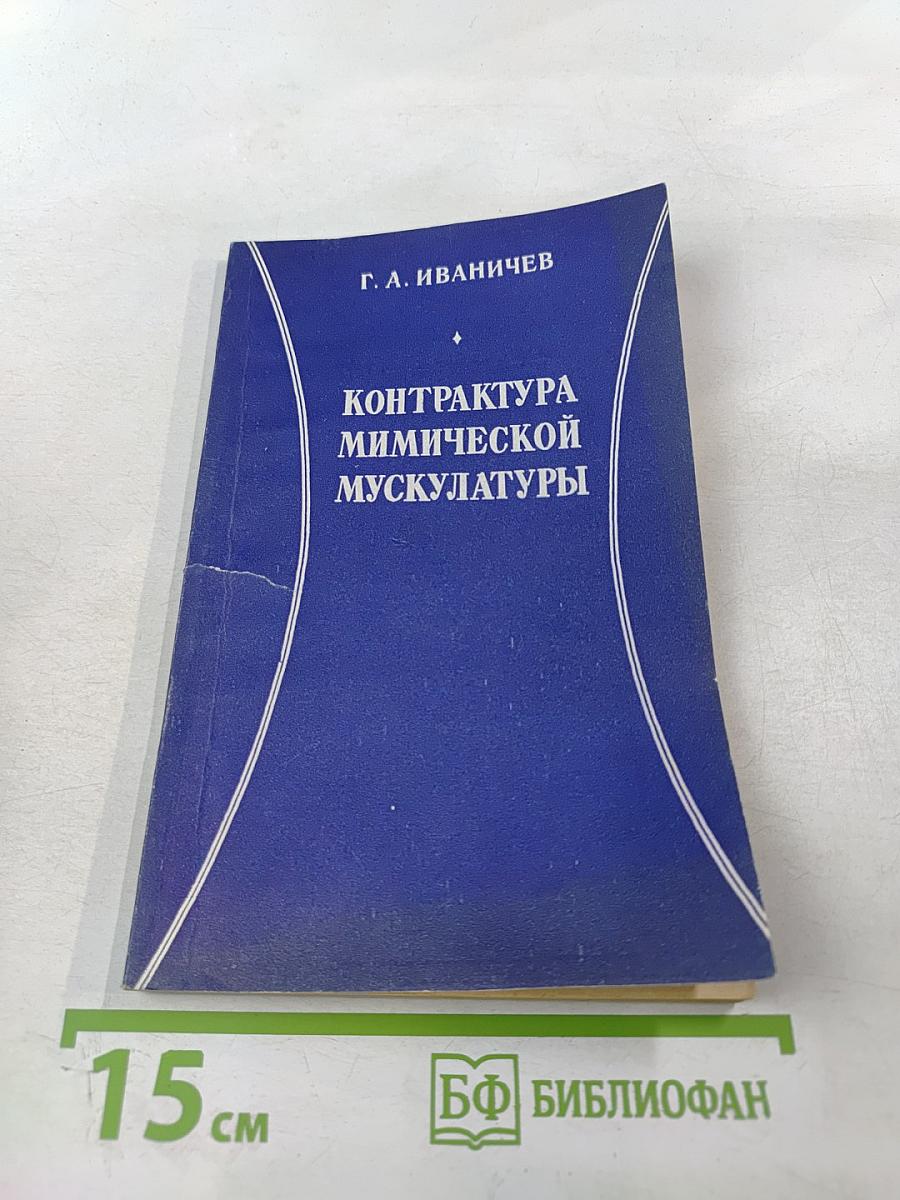 Г. А. ИВАНИЧЕВ
КОНТРАКТУРА
МИМИЧЕСКОЙ
МУСКУЛАТУРЫ
15 см
БФ БИБЛИОФАН